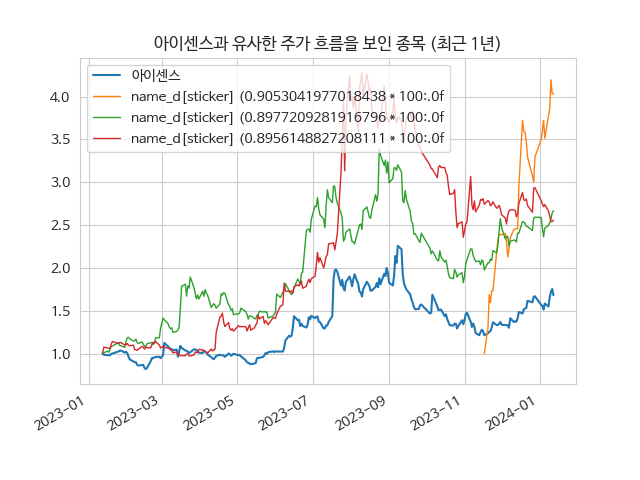 아이센스과 유사한 주가 흐름을 보인 종목 (최근 1년)
아이센스
name_d[sticker] (0.9053041977018438 * 100:.0f
name_d[sticker] (0.8977209281916796 * 100:.0f
name_d[sticker] (0.8956148827208111 * 100:.0f
4.0
3.5
3.0
2.5
2.0
1.5
1.0
2023-01
2023-03
2023-05
2023-07
2023-09
2023-11
2024-01